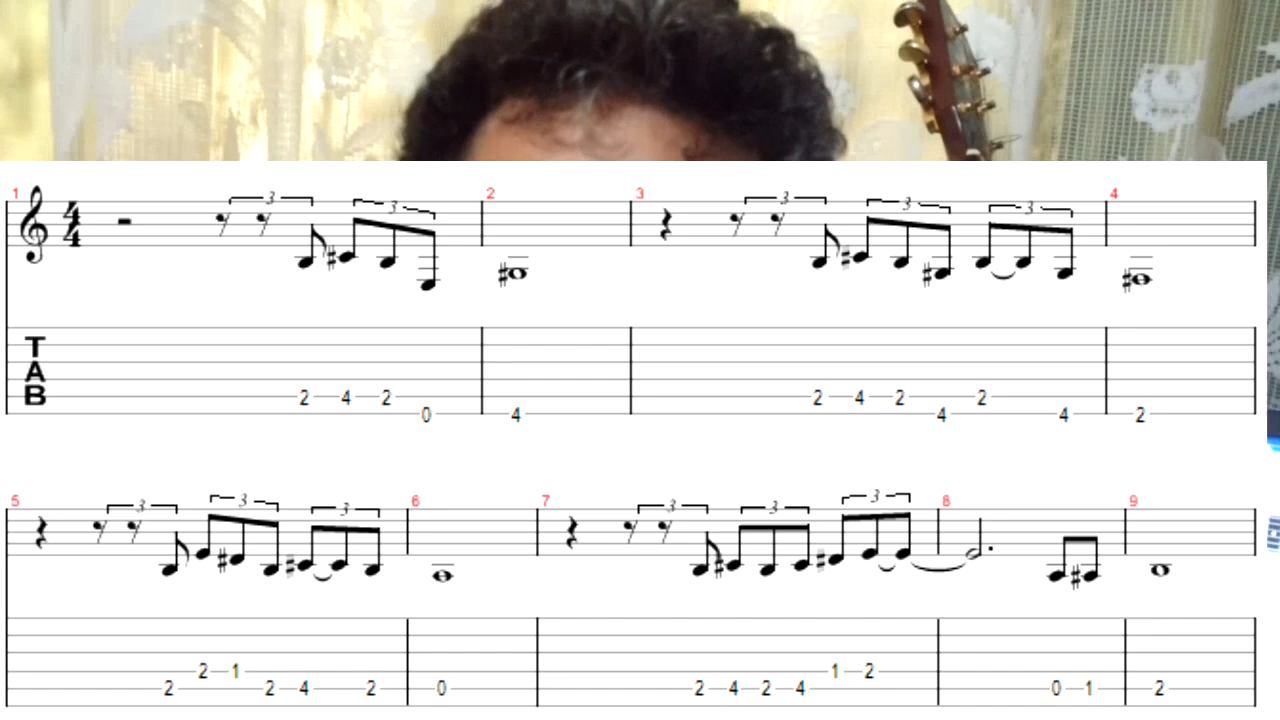 1 2 3 4
3 3 3 3 3
4
4
T
A
B
2 4 2 2 4 2 2
0 4 4 4 2
5 6 7 8 9
3 3 3 3 3 3
2 1 1 2
2 2 4 2 0 2 4 2 4 0 1 2